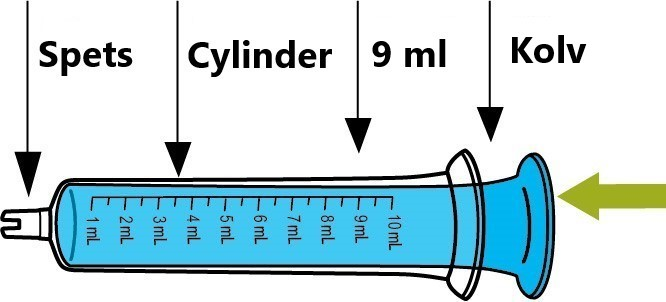 Spets
Cylinder
9 ml
Kolv
1 mL
2 mL
3 mL
4 mL
5 mL
6 mL
7 mL
8 mL
9 mL
10 mL